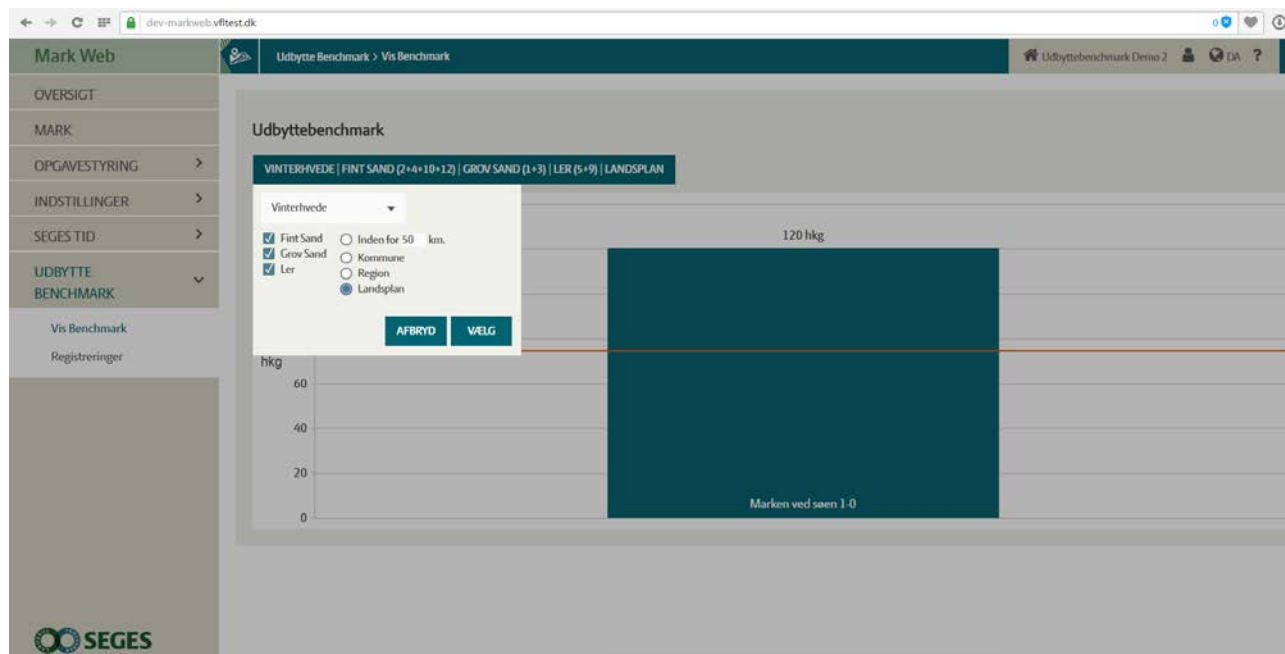 dev-markweb.vfltest.dk
0
Mark Web
Udbytte Benchmark > Vis Benchmark
Udbyttebenchmark Demo 2
DA
?
OVERSIGT
MARK
OPGAVESTYRING
INDSTILLINGER
SEGES TID
UDBYTTE
BENCHMARK
Vis Benchmark
Registreringer
Udbyttebenchmark
VINTERHVEDE | FINT SAND (2+4+10+12) | GROV SAND (1+3) | LER (5+9) | LANDSPLAN
Vinterhvede
Fint Sand
Grov Sand
Ler
Inden for 50 km.
Kommune
Region
Landsplan
AFBRYD
VÆLG
120 hkg
hkg
60
40
20
0
Marken ved søen 1-0
SEGES